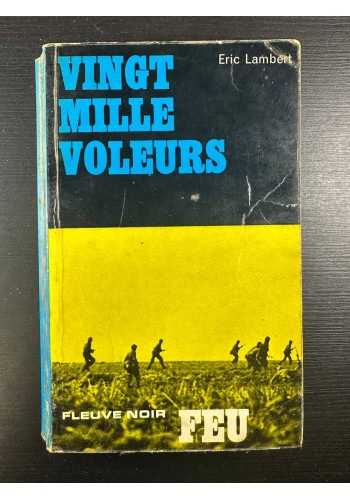 Eric Lambert
VINGT
MILLE
VOLEURS
FLEUVE NOIR
FEU